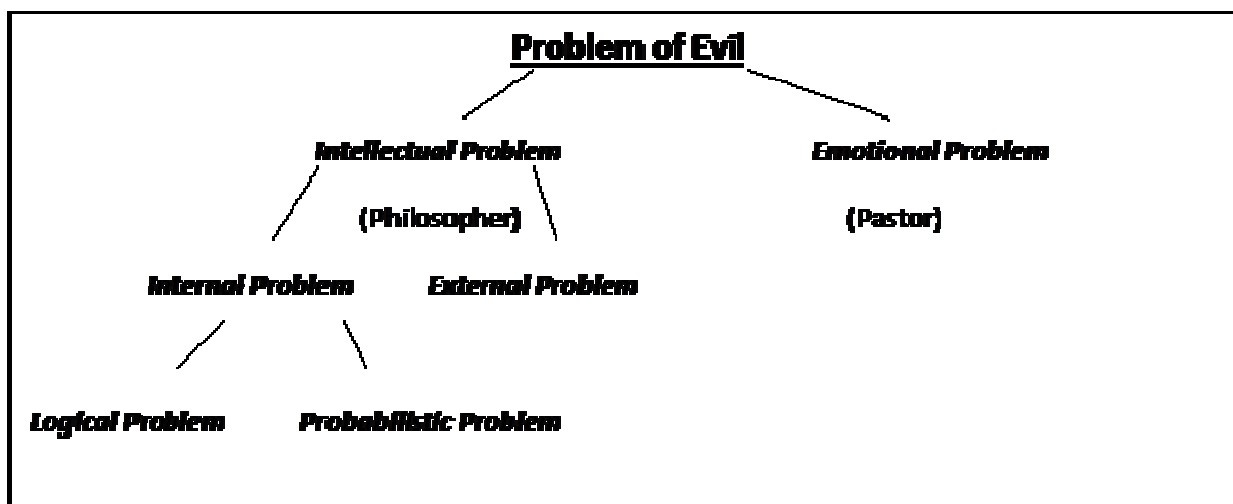 Problem of Evil
Intellectual Problem Emotional Problem
(Philosopher) (Pastor)
Internal Problem External Problem
Logical Problem Probabilistic Problem